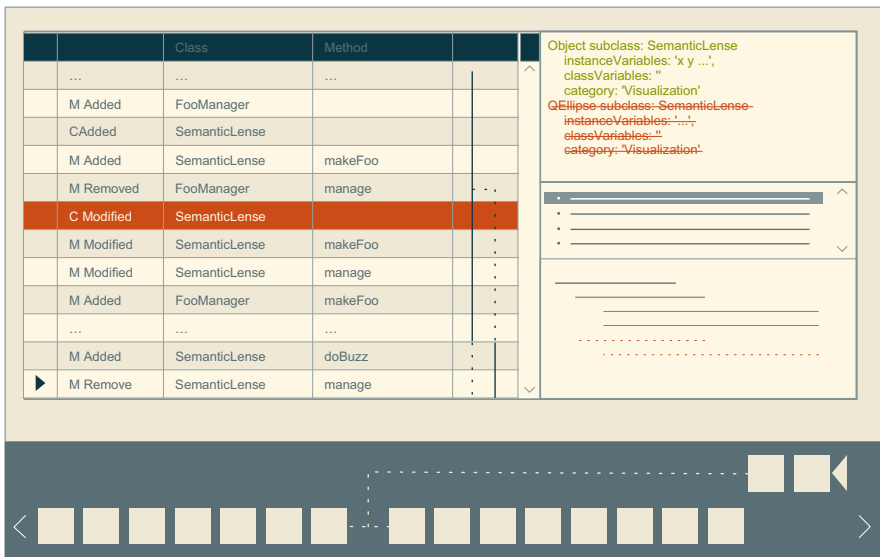 Class Method
... ... ...
M Added FooManager
CAdded SemanticLense
M Added SemanticLense makeFoo
M Removed FooManager manage
C Modified SemanticLense
M Modified SemanticLense makeFoo
M Modified SemanticLense manage
M Added FooManager makeFoo
... ... ...
M Added SemanticLense doBuzz
M Remove SemanticLense manage
Object subclass: SemanticLense
instanceVariables: 'x y ...',
classVariables: ''
category: 'Visualization'
QEllipse subclass: SemanticLense
instanceVariables: '...',
classVariables: ''
category: 'Visualization'